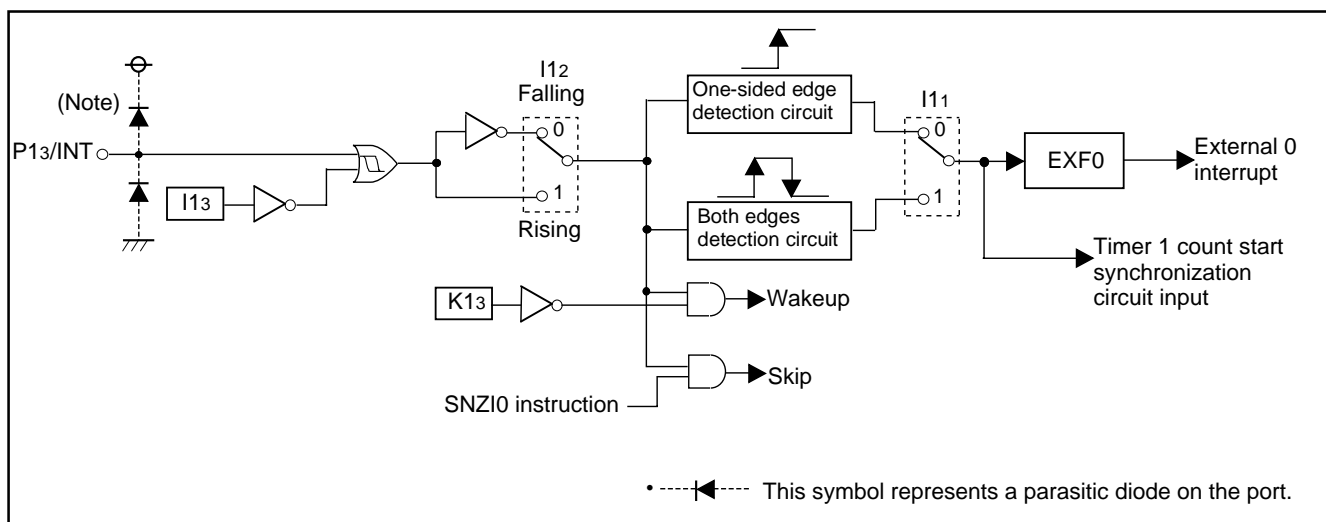 (Note)
P13/INT
I13
I12
Falling
0
1
Rising
One-sided edge
detection circuit
Both edges
detection circuit
K13
Wakeup
SNZI0 instruction
Skip
I11
0
1
EXF0
External 0
interrupt
Timer 1 count start
synchronization
circuit input
This symbol represents a parasitic diode on the port.